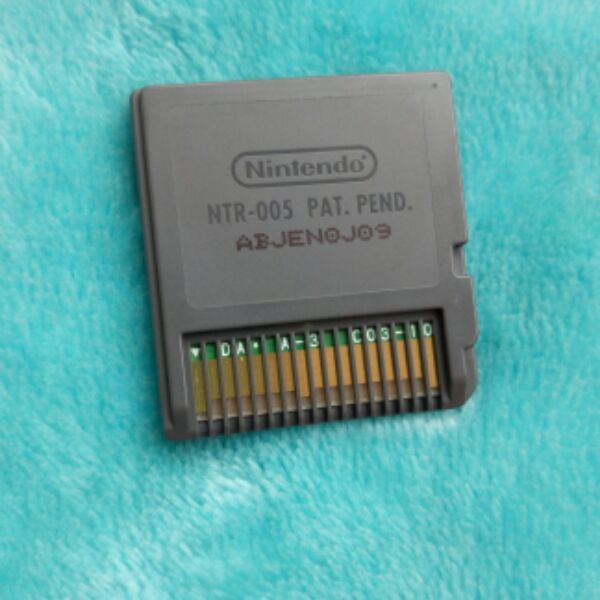 Nintendo®
NTR-005 PAT. PEND.
ABJEN0J09
▼ DA• A-3 C03-10